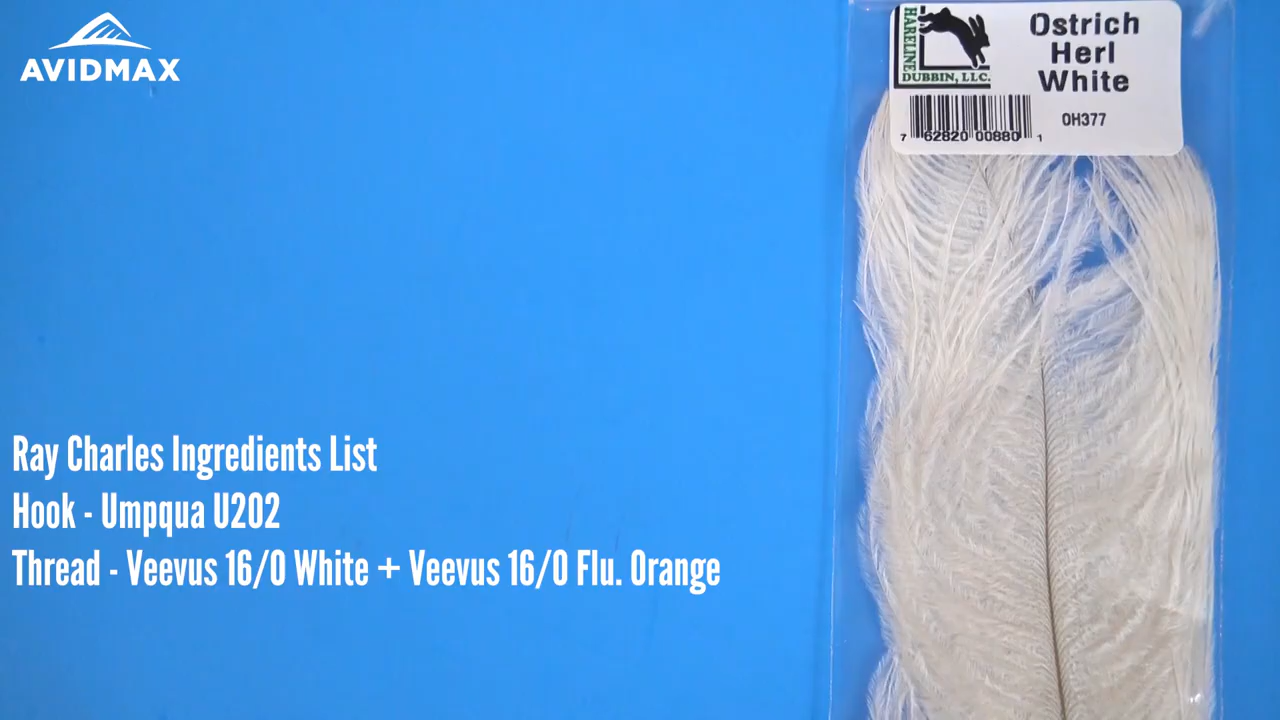 AVIDMAX
HARELINE
DUBBIN, LLC.
Ostrich
Herl
White
OH377
7 62820 00880 1
Ray Charles Ingredients List
Hook - Umpqua U202
Thread - Veevus 16/0 White + Veevus 16/0 Flu. Orange